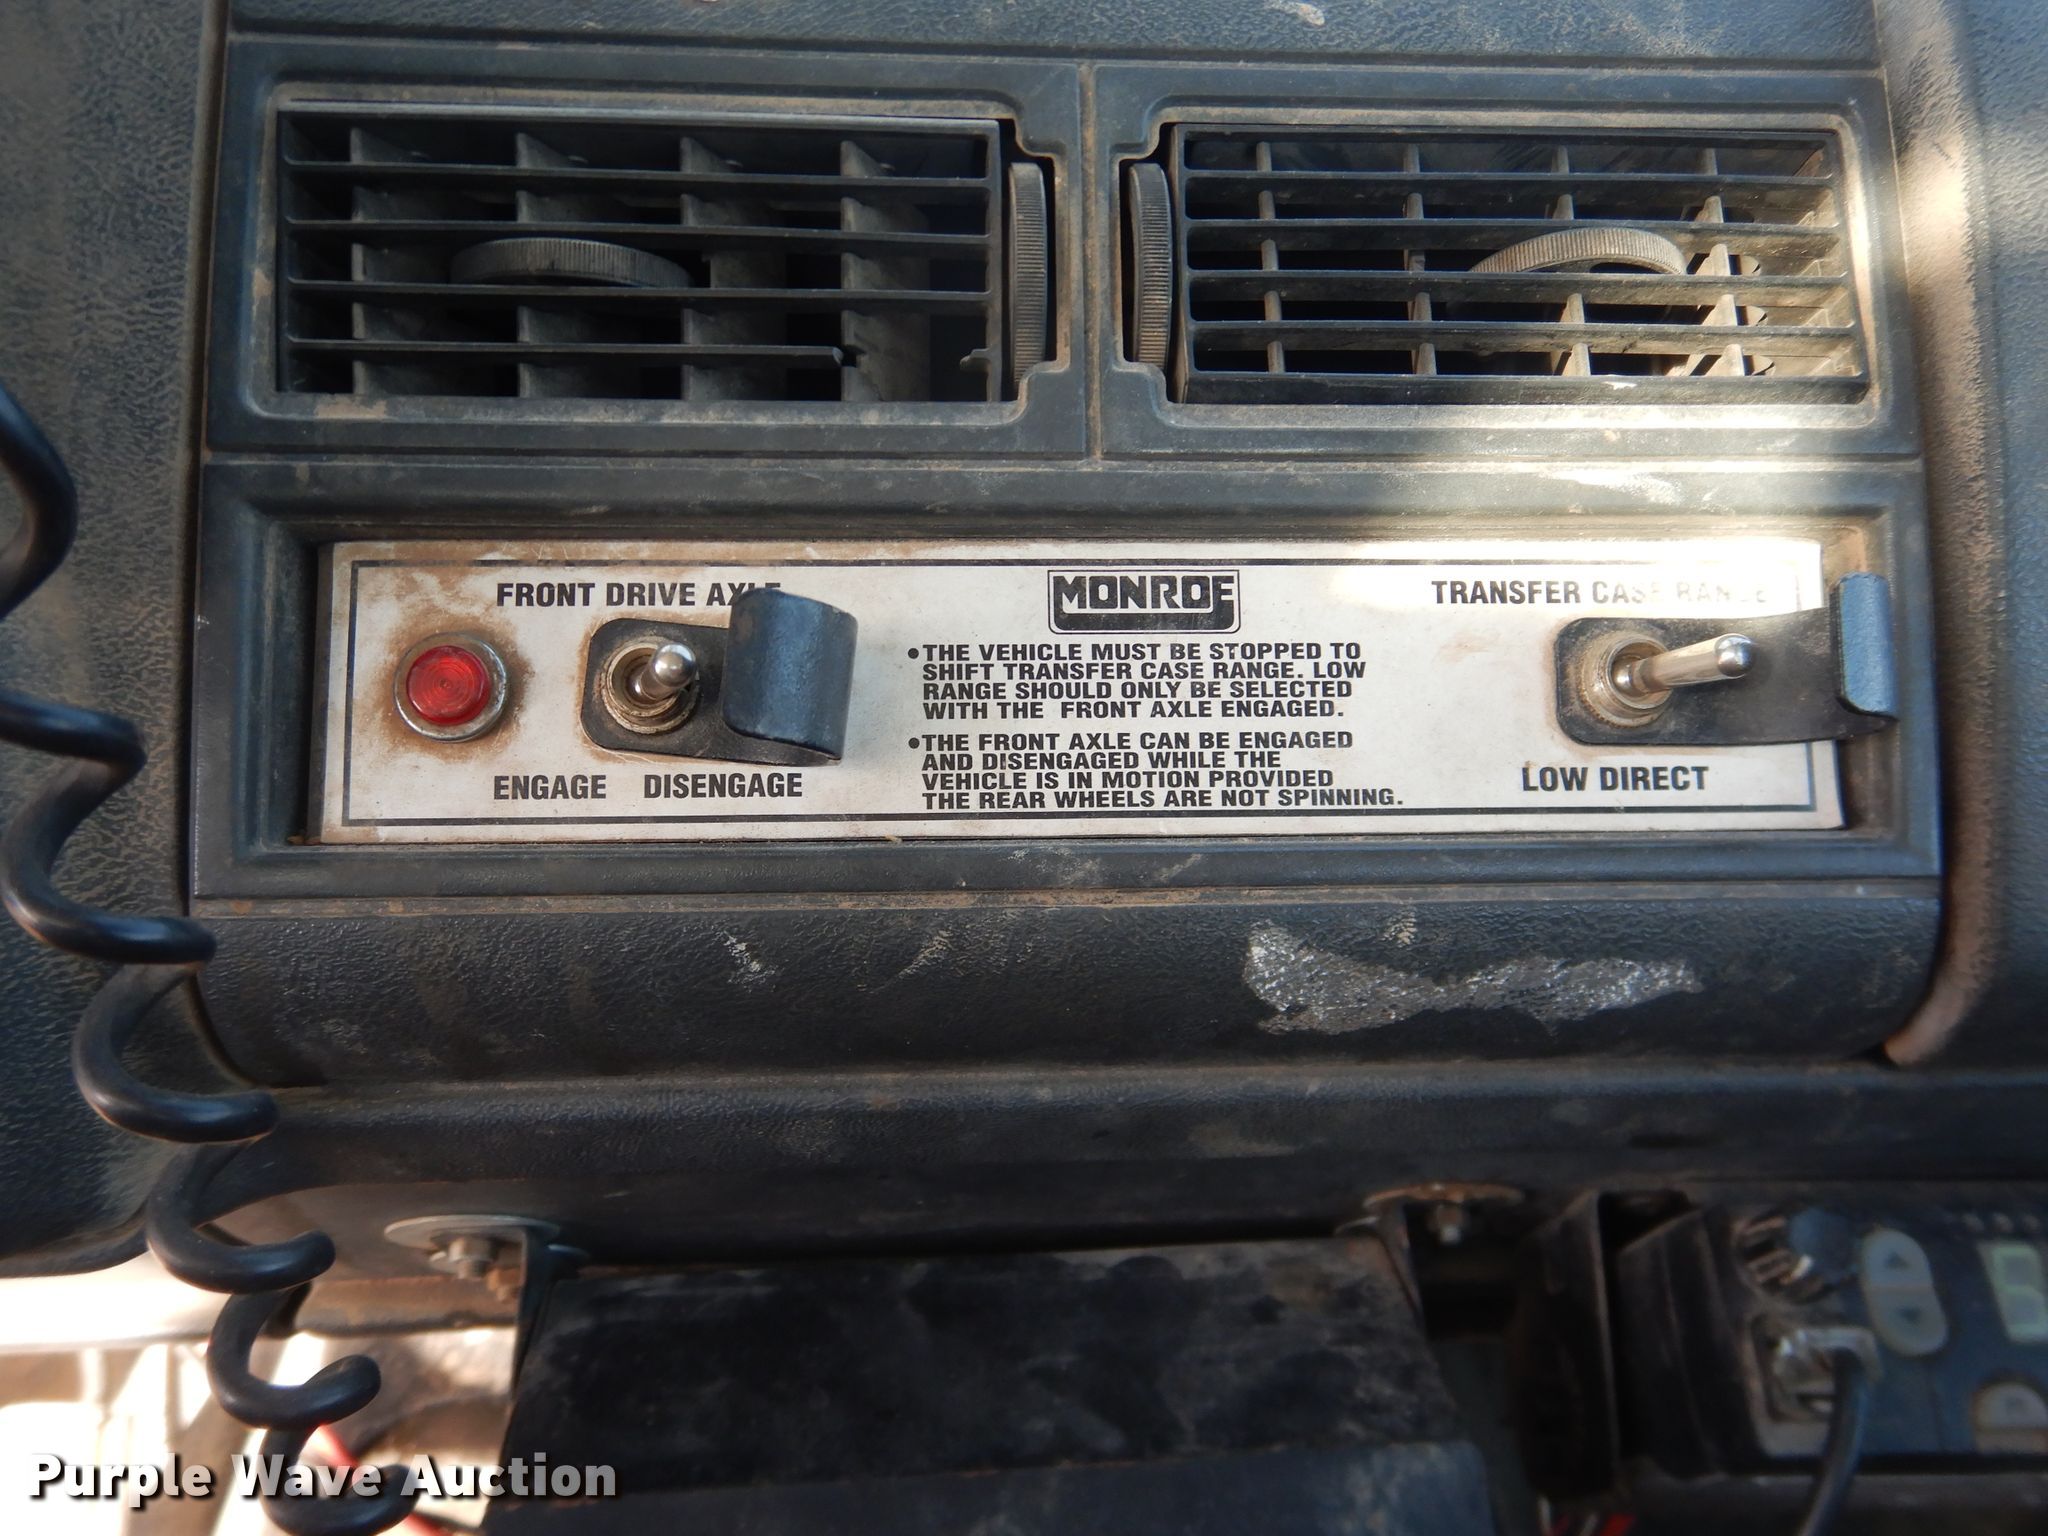 FRONT DRIVE AXLE
MONROE
TRANSFER CASE RANGE
•THE VEHICLE MUST BE STOPPED TO
SHIFT TRANSFER CASE RANGE. LOW
RANGE SHOULD ONLY BE SELECTED
WITH THE FRONT AXLE ENGAGED.
•THE FRONT AXLE CAN BE ENGAGED
AND DISENGAGED WHILE THE
VEHICLE IS IN MOTION PROVIDED
THE REAR WHEELS ARE NOT SPINNING.
ENGAGE DISENGAGE
LOW DIRECT
Purple Wave Auction